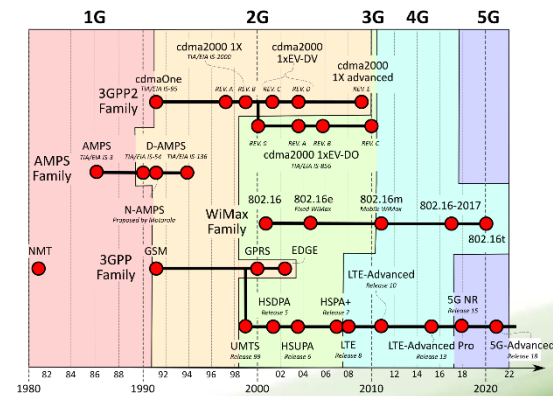 1G 2G 3G 4G 5G
cdma2000 1X
TIA/EIA IS-2000
cdma2000
1xEV-DV
cdma2000
1X advanced
cdmaOne
TIA/EIA IS-95
REV. A REV. B REV. C REV. D REV. E
3GPP2
Family
REV. 0 REV. A REV. B REV. C
cdma2000 1xEV-DO
TIA/EIA IS-856
AMPS
TIA/EIA IS-3
D-AMPS
TIA/EIA IS-54 TIA/EIA IS-136
AMPS
Family
N-AMPS
Proposed by Motorola
802.16 802.16e
Fixed WiMax
802.16m
Mobile WiMax
802.16-2017
802.16t
WiMax
Family
NMT
3GPP
Family
GSM GPRS EDGE
LTE-Advanced
Release 10
HSDPA
Release 5
HSPA+
Release 7
5G NR
Release 15
UMTS
Release 99
HSUPA
Release 6
LTE
Release 8
LTE-Advanced Pro
Release 13
5G-Advanced
Release 18
82 84 86 88 92 94 96 98 02 04 06 08 12 14 16 18 22
1980 1990 2000 2010 2020